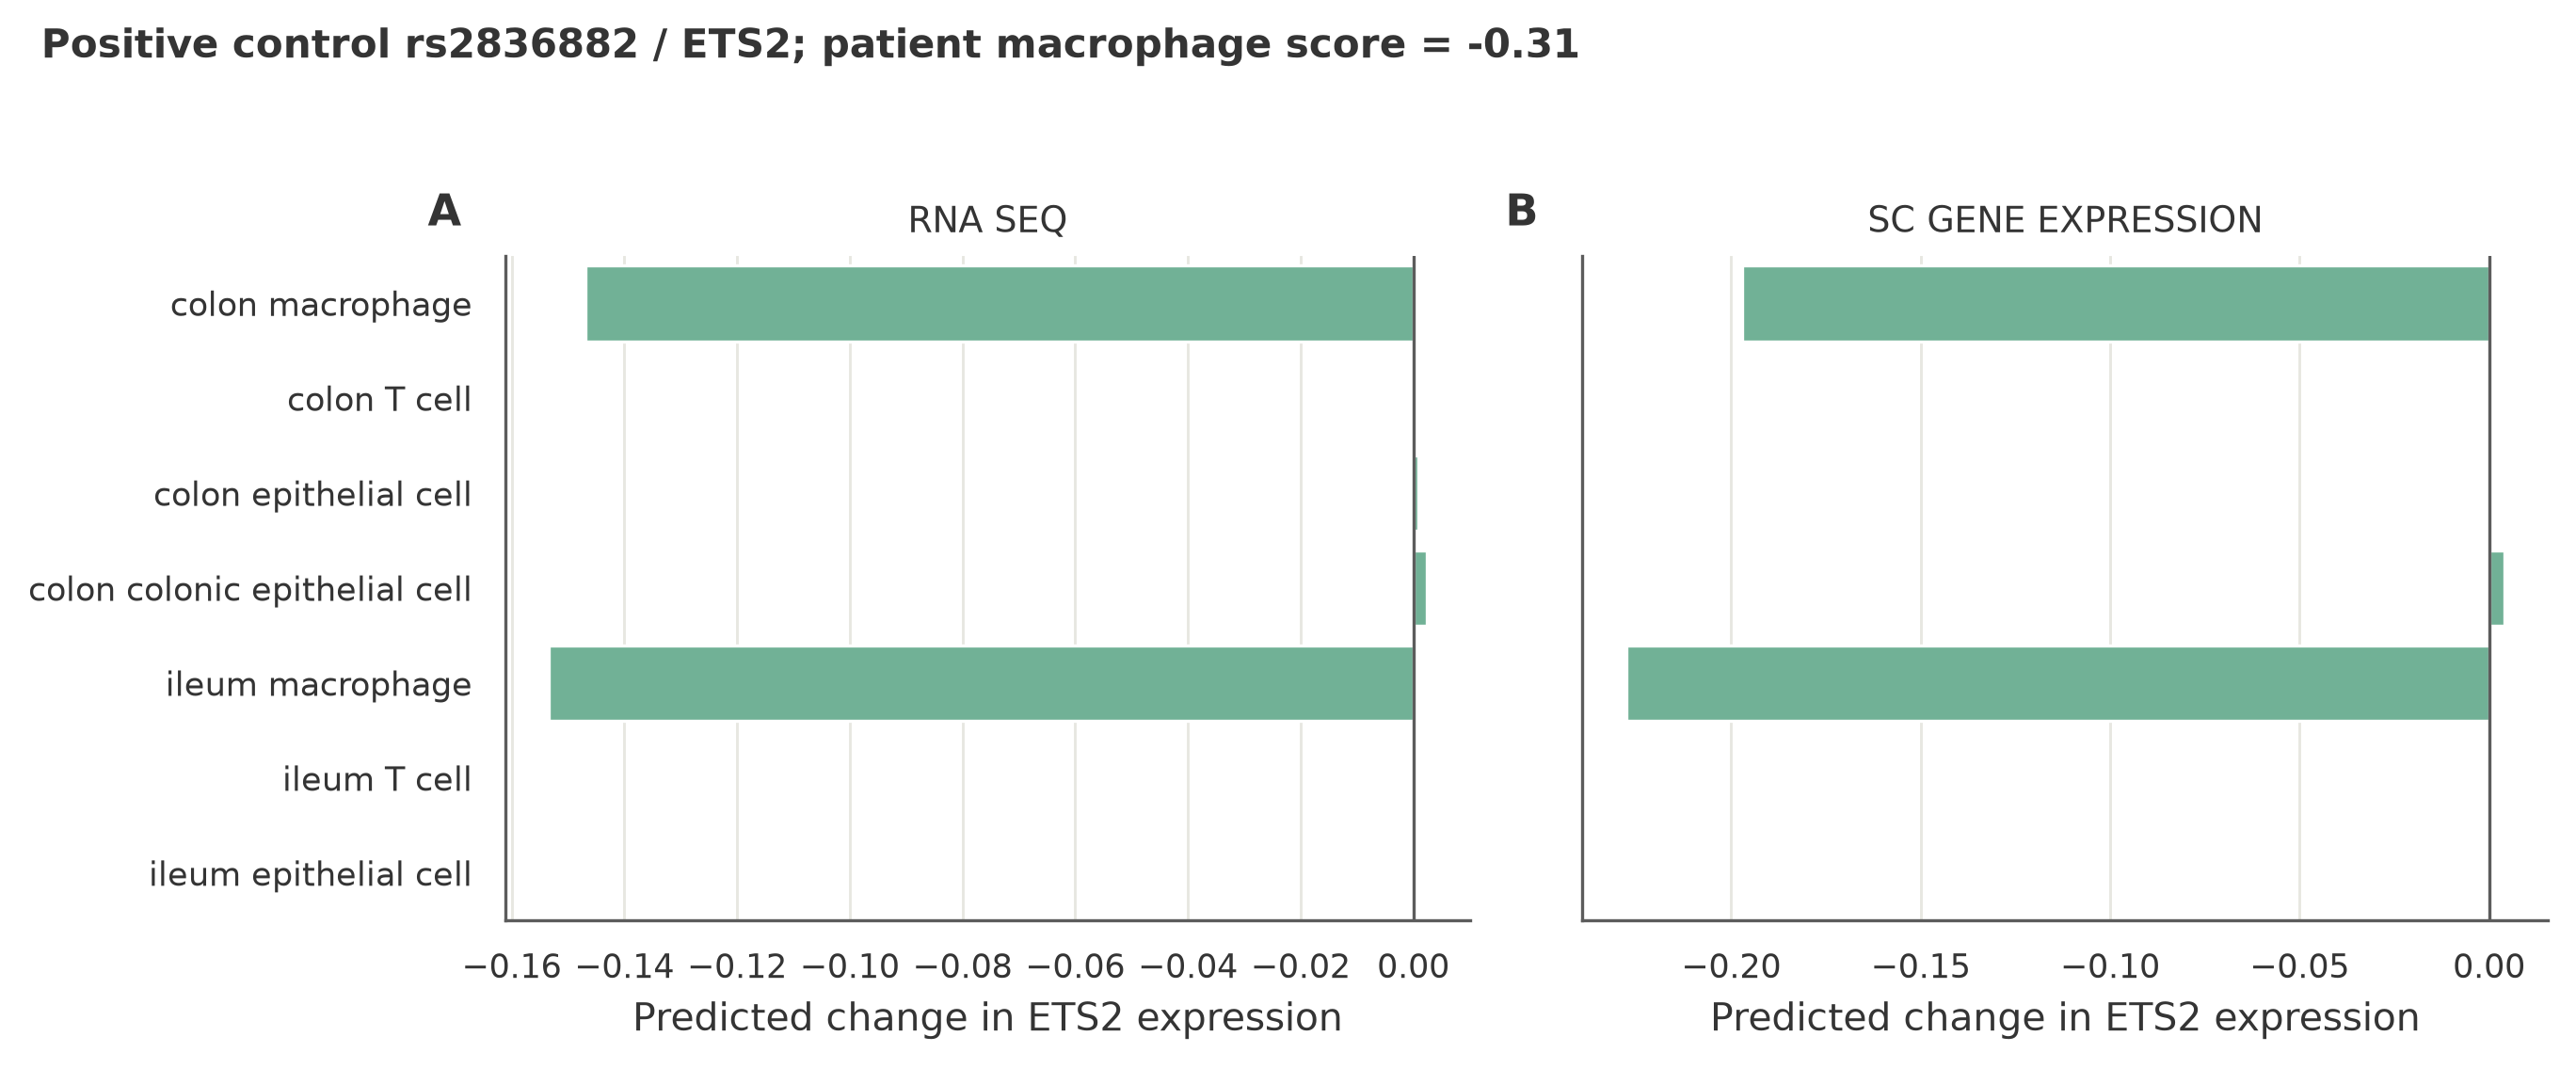 Positive control rs2836882 / ETS2; patient macrophage score = -0.31
A
RNA SEQ
colon macrophage
colon T cell
colon epithelial cell
colon colonic epithelial cell
ileum macrophage
ileum T cell
ileum epithelial cell
−0.16 −0.14 −0.12 −0.10 −0.08 −0.06 −0.04 −0.02 0.00
Predicted change in ETS2 expression
B
SC GENE EXPRESSION
−0.20 −0.15 −0.10 −0.05 0.00
Predicted change in ETS2 expression